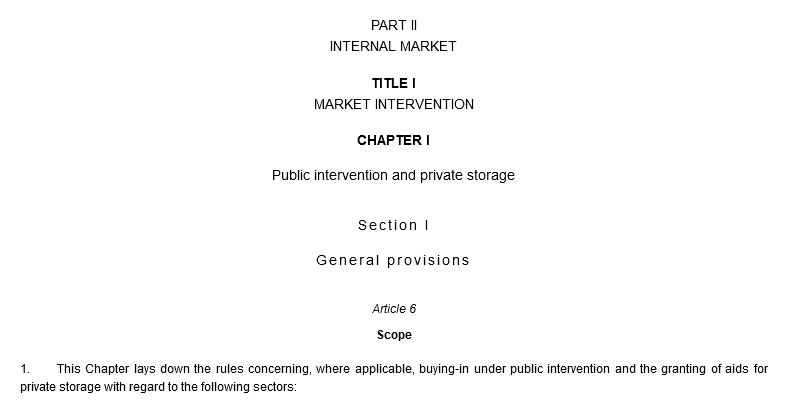 PART II
INTERNAL MARKET
TITLE I
MARKET INTERVENTION
CHAPTER I
Public intervention and private storage
Section I
General provisions
Article 6
Scope
1. This Chapter lays down the rules concerning, where applicable, buying-in under public intervention and the granting of aids for
private storage with regard to the following sectors: